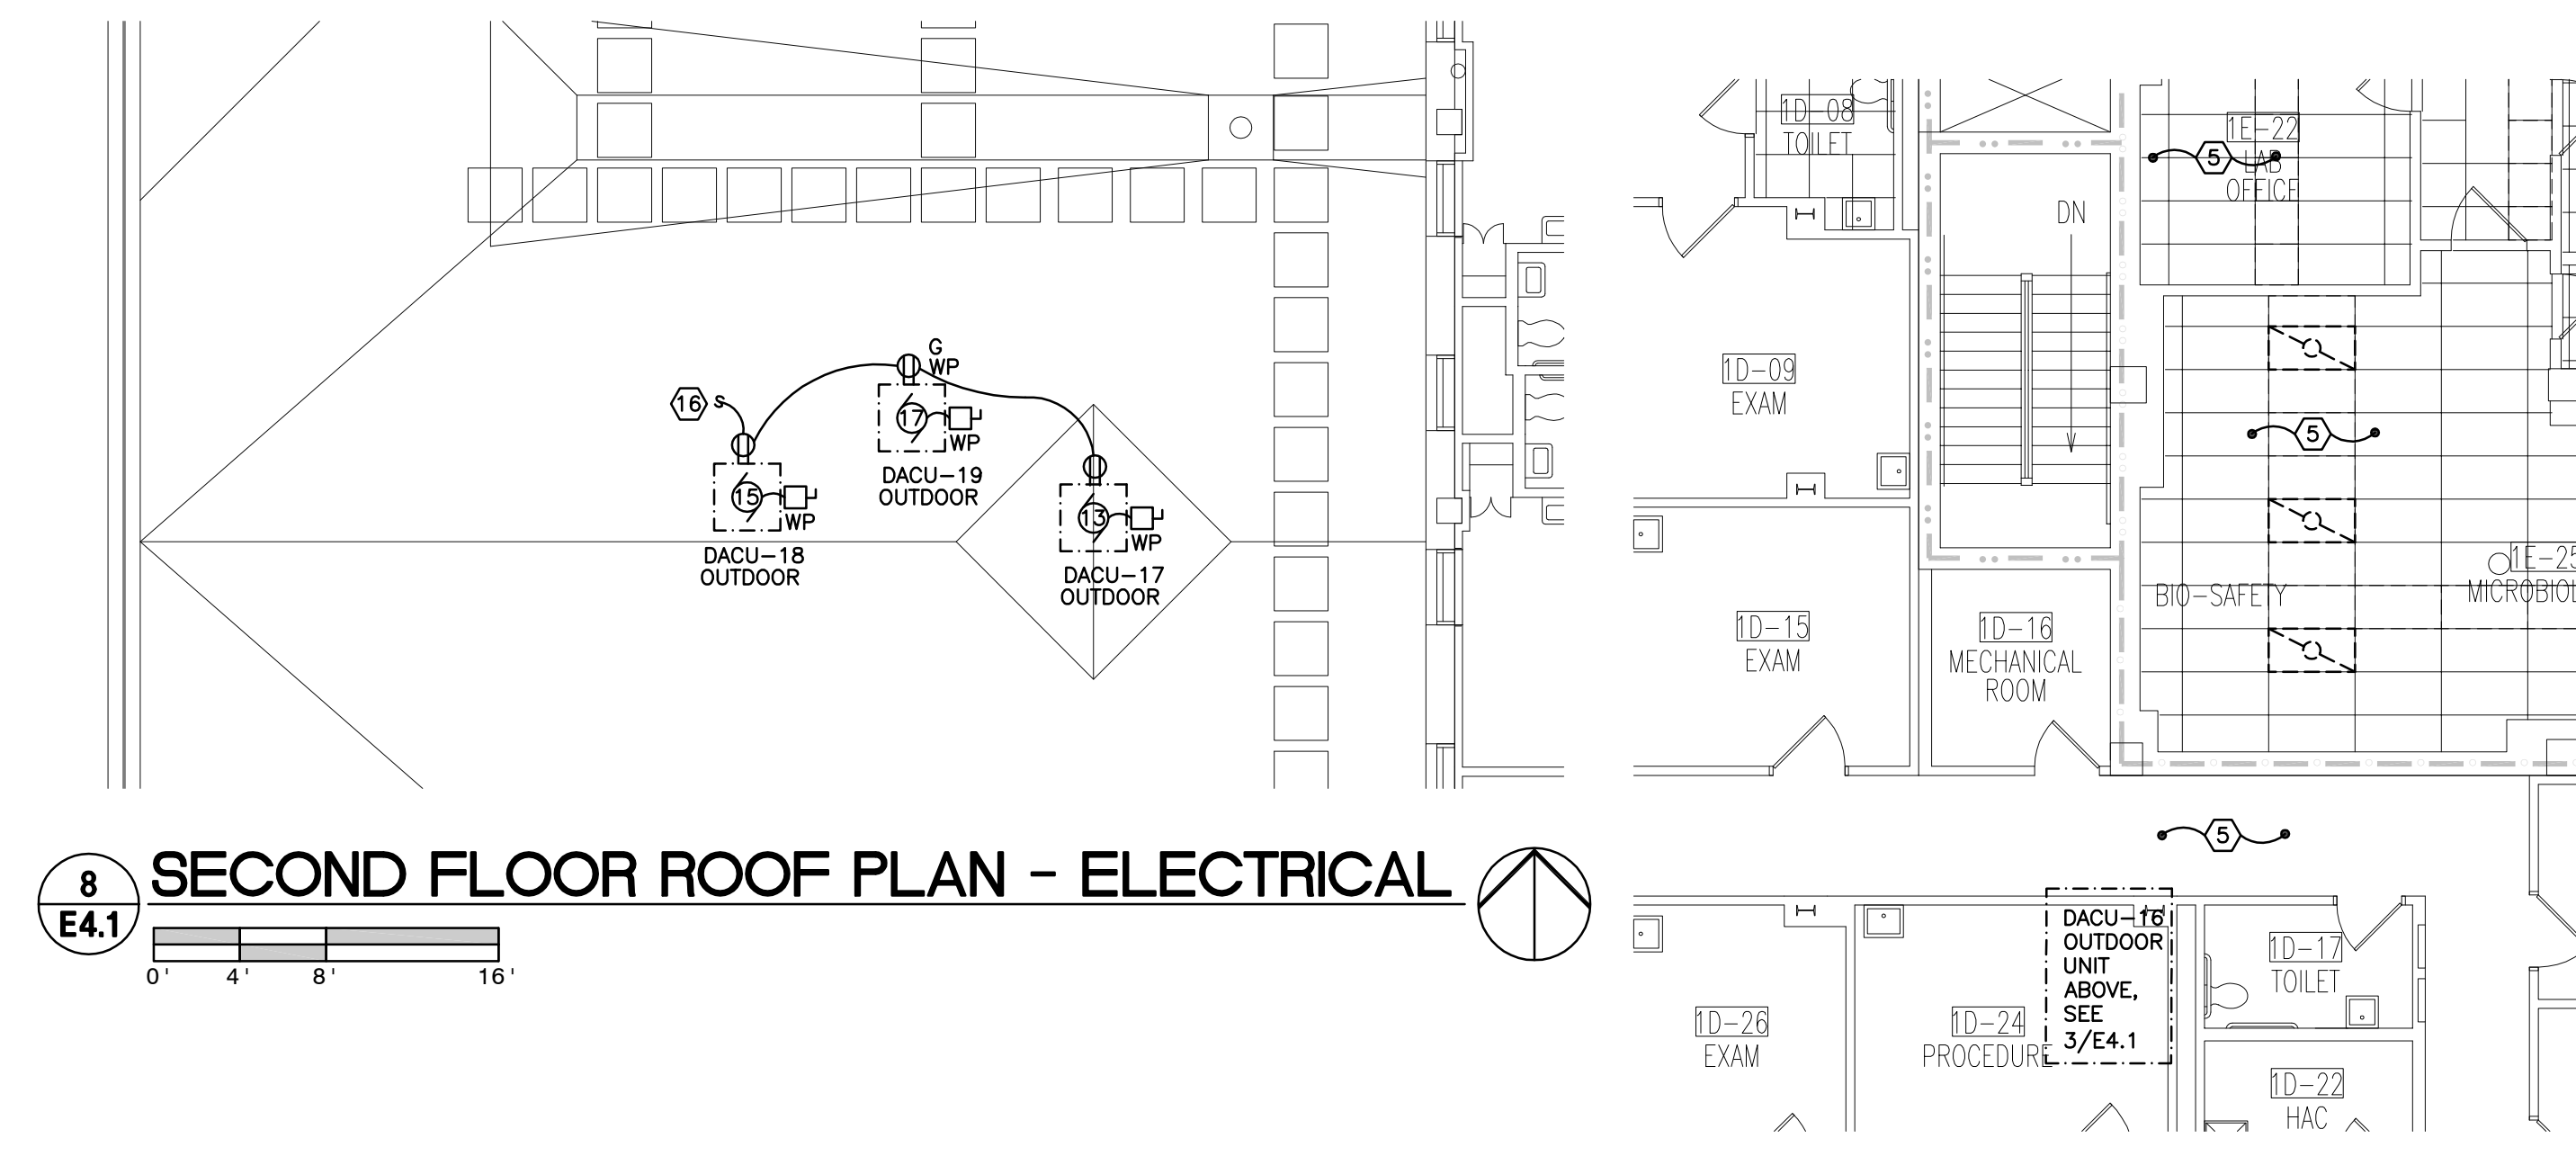 G
WP
16
S
17
WP
DACU-19
OUTDOOR
15
WP
DACU-18
OUTDOOR
13
WP
DACU-17
OUTDOOR
8
E4.1
SECOND FLOOR ROOF PLAN - ELECTRICAL
0'
4'
8'
16'
1D-08
TOILET
1E-22
LAB
OFFICE
5
DN
1D-09
EXAM
5
1D-15
EXAM
1D-16
MECHANICAL
ROOM
BIO-SAFETY
1E-25
MICROBIOL
5
DACU-16
OUTDOOR
UNIT
ABOVE,
SEE
3/E4.1
1D-17
TOILET
1D-26
EXAM
1D-24
PROCEDURE
1D-22
HAC